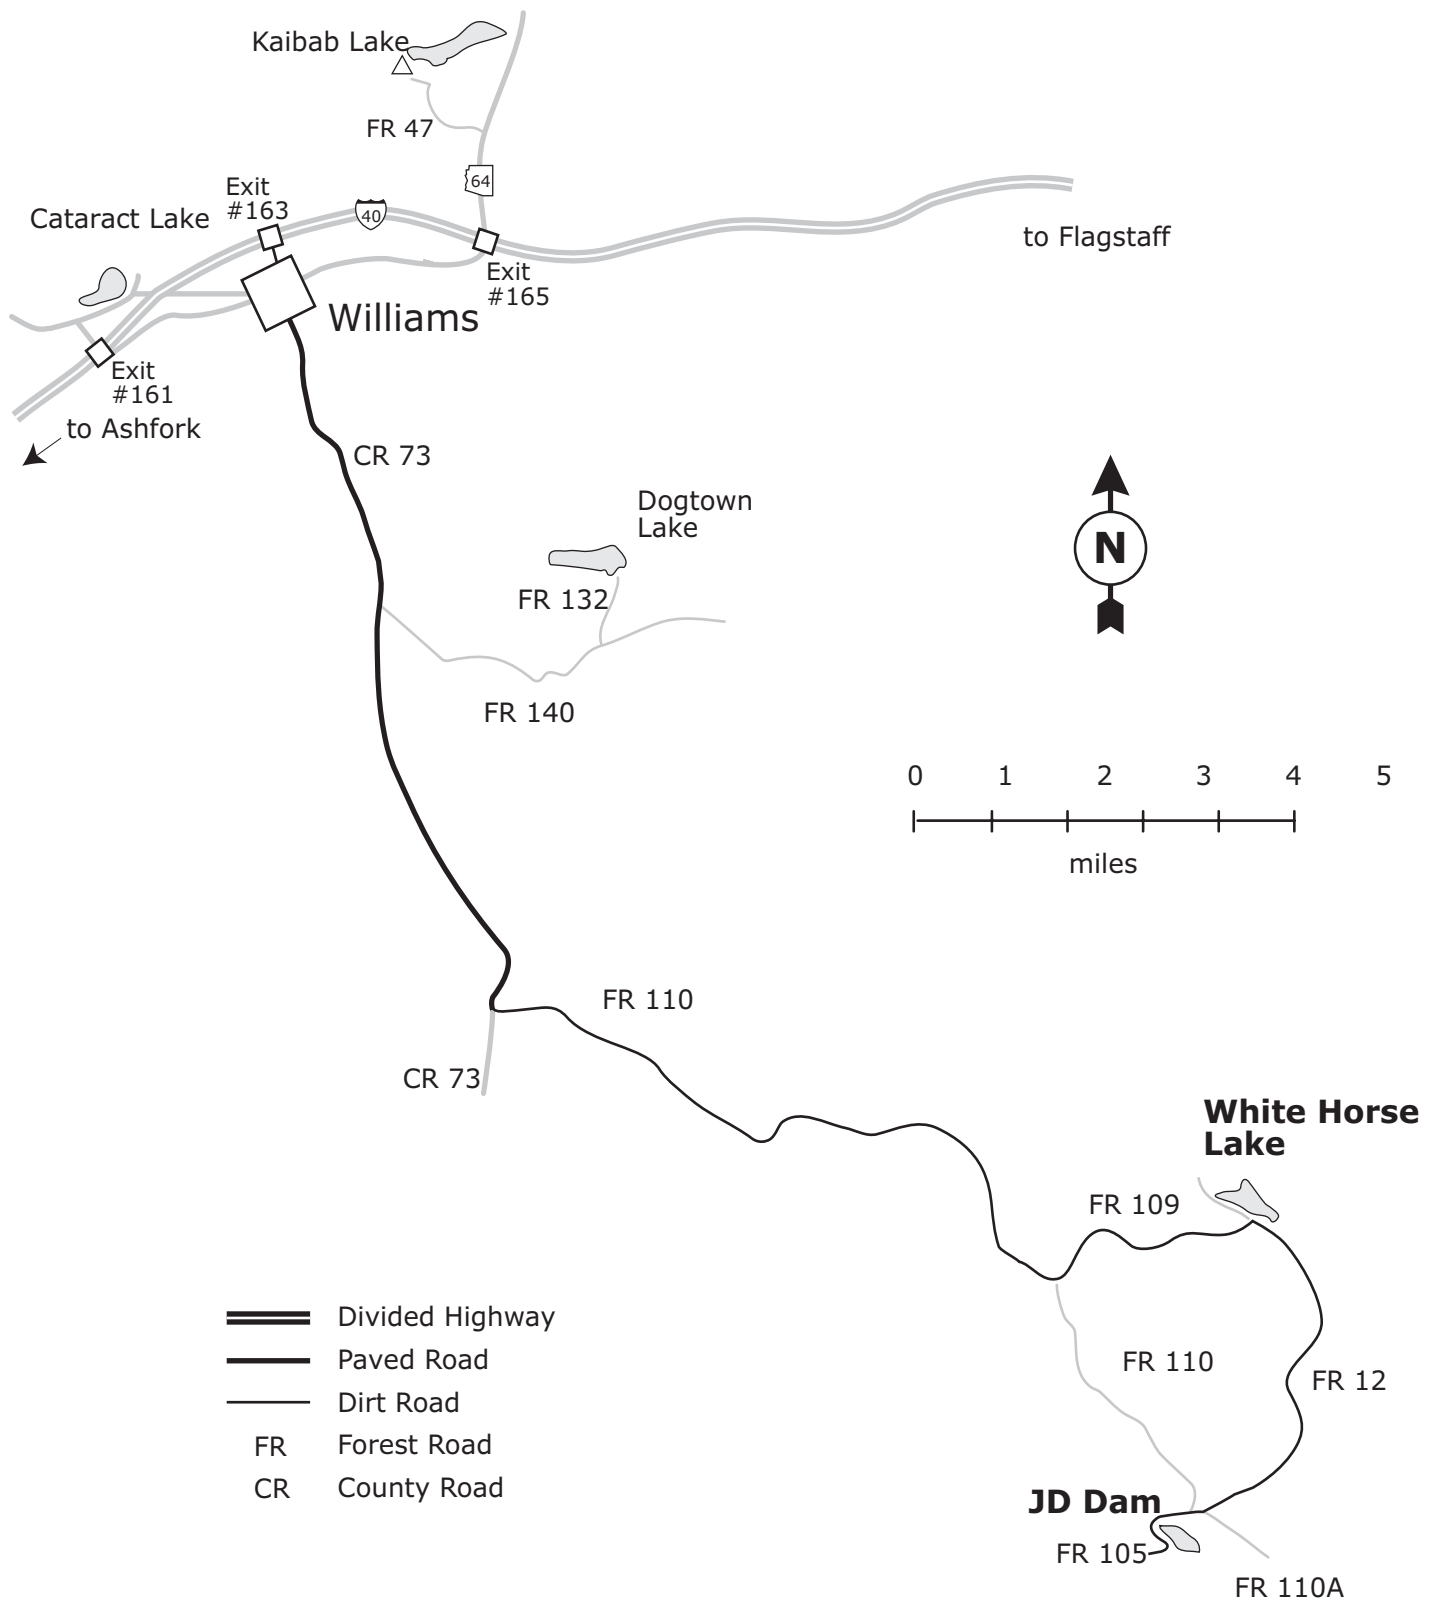 Kaibab Lake
FR 47
64
Exit
#163
Cataract Lake
40
to Flagstaff
Exit
#165
Williams
Exit
#161
to Ashfork
CR 73
Dogtown
Lake
N
FR 132
FR 140
0 1 2 3 4 5
miles
FR 110
CR 73
White Horse
Lake
FR 109
Divided Highway
Paved Road
FR 110
FR 12
Dirt Road
FR Forest Road
CR County Road
JD Dam
FR 105
FR 110A